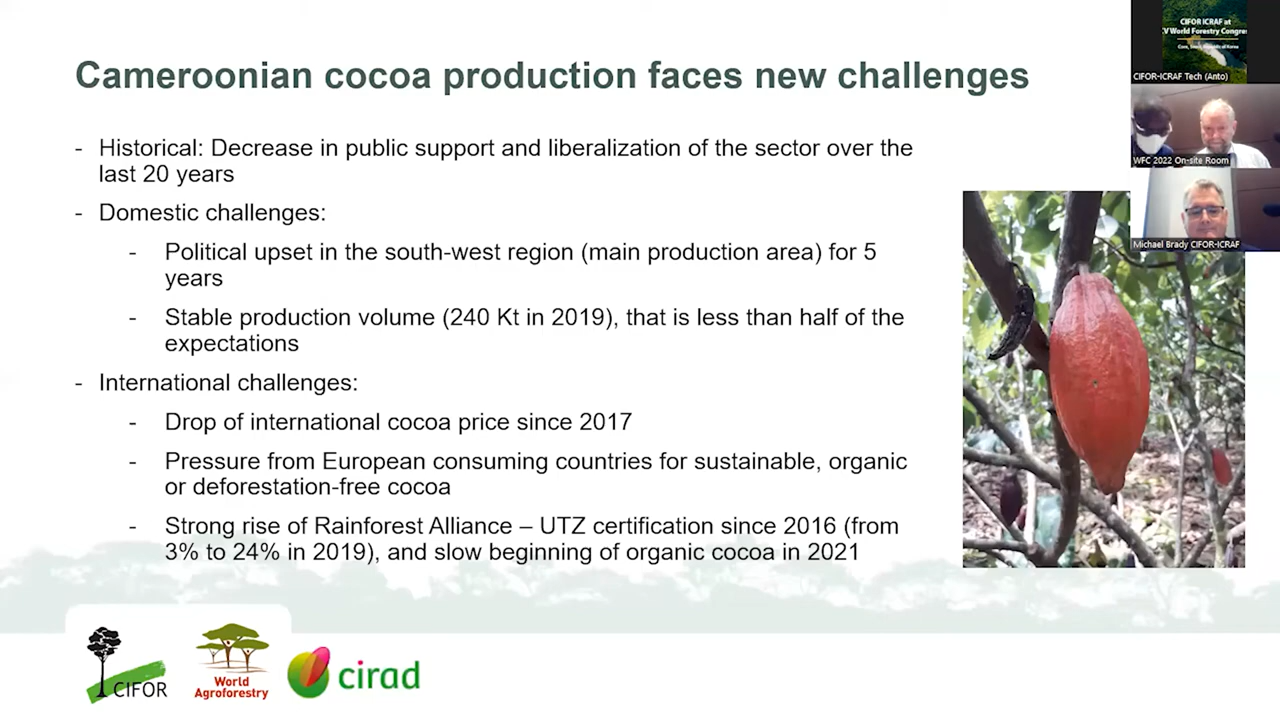 Cameroonian cocoa production faces new challenges
- Historical: Decrease in public support and liberalization of the sector over the
last 20 years
- Domestic challenges:
- Political upset in the south-west region (main production area) for 5
years
- Stable production volume (240 Kt in 2019), that is less than half of the
expectations
- International challenges:
- Drop of international cocoa price since 2017
- Pressure from European consuming countries for sustainable, organic
or deforestation-free cocoa
- Strong rise of Rainforest Alliance – UTZ certification since 2016 (from
3% to 24% in 2019), and slow beginning of organic cocoa in 2021
CIFOR ICRAF at
V World Forestry Congre
CIFOR-ICRAF Tech (Anto)
WFC 2022 On-site Room
Michael Brady CIFOR-ICRAF
CIFOR
World
Agroforestry
cirad